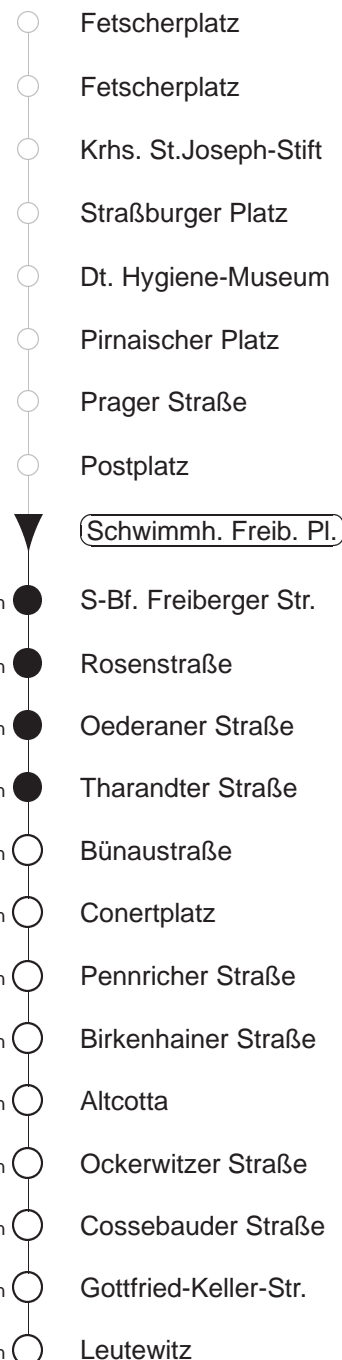 Fetscherplatz
Fetscherplatz
Krhs. St.Joseph-Stift
Straßburger Platz
Dt. Hygiene-Museum
Pirnaischer Platz
Prager Straße
Postplatz
Schwimmh. Freib. Pl.
S-Bf. Freiberger Str.
Rosenstraße
Oederaner Straße
Tharandter Straße
Bünaustraße
Conertplatz
Pennricher Straße
Birkenhainer Straße
Altcotta
Ockerwitzer Straße
Cossebauder Straße
Gottfried-Keller-Str.
Leutewitz